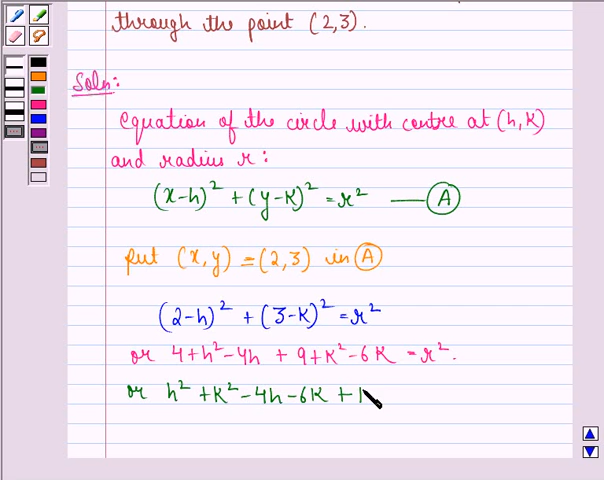 through the point (2,3).
Soln:
Equation of the circle with centre at (h, K)
and radius r:
(x-h)² + (y-K)² = r² — A
Put (x, y) = (2, 3) in A
(2-h)² + (3-K)² = r²
or 4+h²-4h + 9+K²-6K = r².
or h² + K² - 4h - 6K + 1